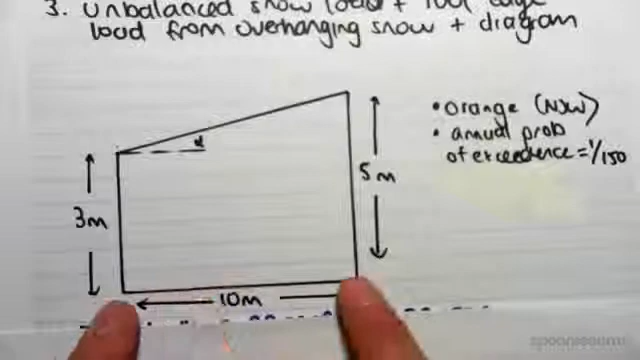 3. Unbalanced snow load + roof edge
load from overhanging snow + diagram
• Orange (NSW)
• annual prob
of exceedence = 1/150
α
5m
3m
10m
spoonfeedme